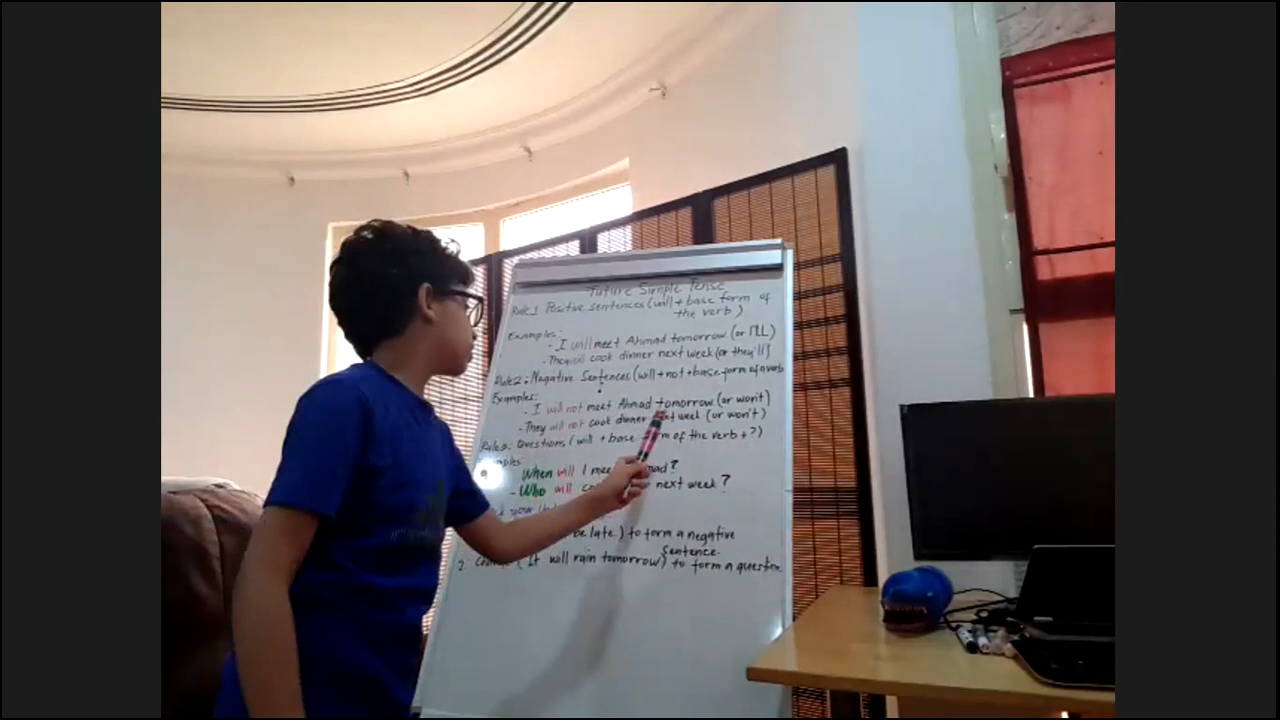 Future Simple Tense
Rule 1 Positive sentences (will + base form of
the verb)
Examples:
- I will meet Ahmad tomorrow (or I'LL)
- They will cook dinner next week (or they'll)
Rule 2: Negative Sentences (will + not + base form of verb
Examples:
- I will not meet Ahmad tomorrow (or won't)
- They will not cook dinner next week (or won't)
Rule 3: Questions (will + base form of the verb + ?)
When will I meet Ahmad?
- Who will next week?
be late.) to form a negative
Sentence.
2 (It will rain tomorrow) to form a question